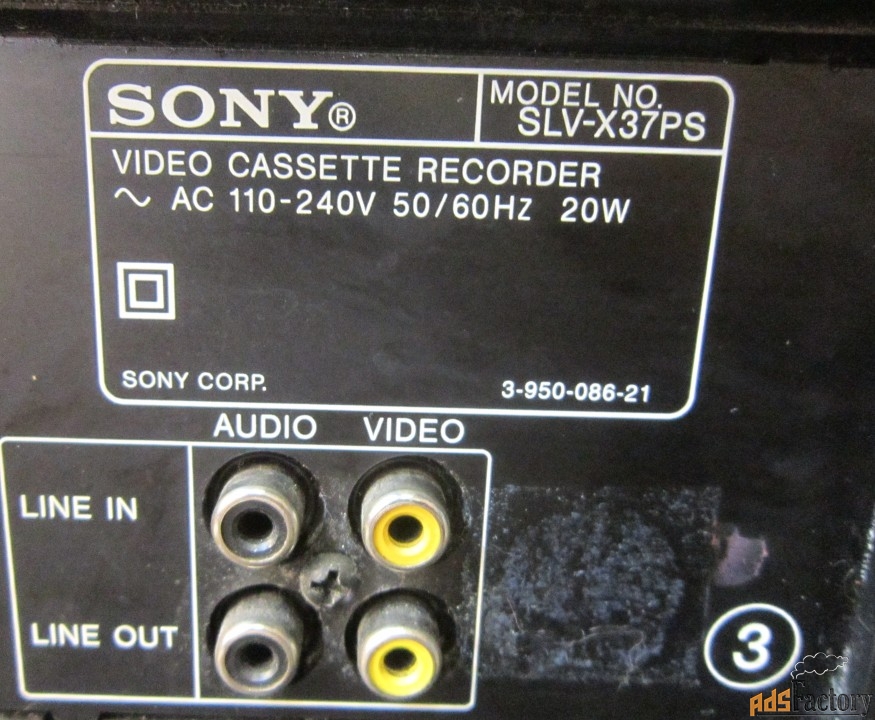 SONY®
MODEL NO.
SLV-X37PS
VIDEO CASSETTE RECORDER
~ AC 110-240V 50/60Hz 20W
SONY CORP.
3-950-086-21
AUDIO VIDEO
LINE IN
LINE OUT
3
AdsFactory